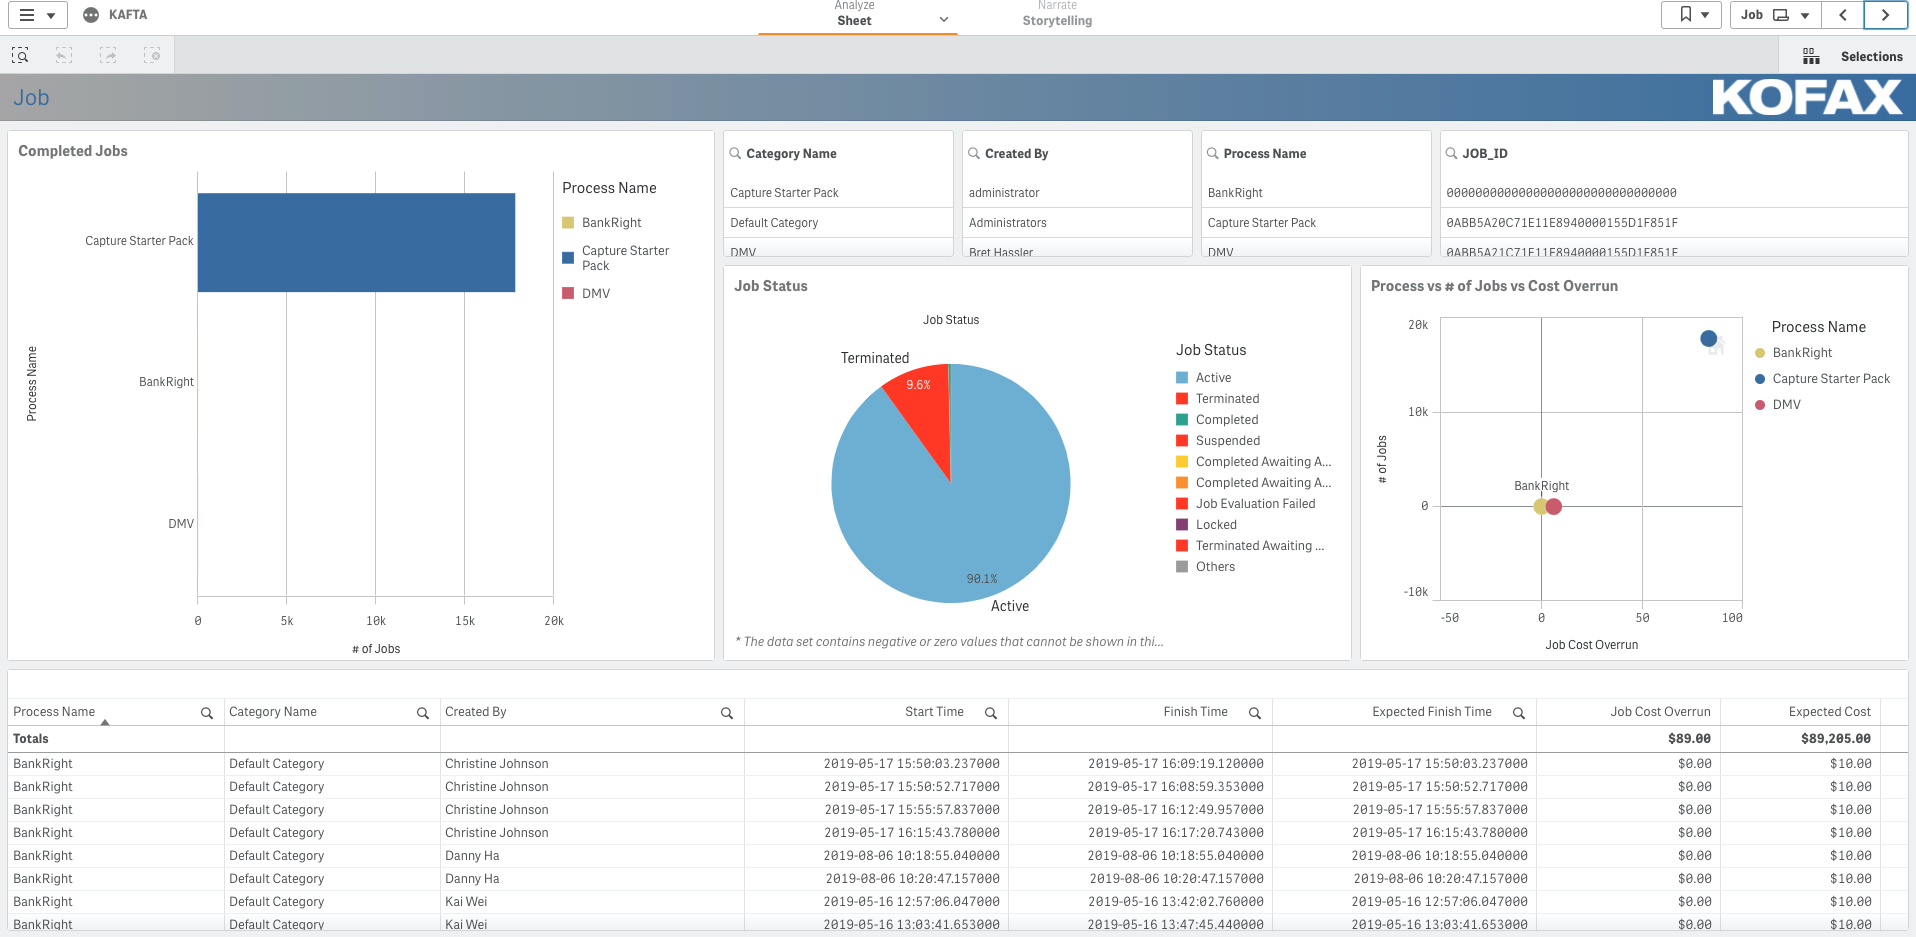 KAFTA
Analyze
Sheet
Narrate
Storytelling
Job
Selections
Job
KOFAX
Completed Jobs
Process Name
Capture Starter Pack
BankRight
DMV
0
5k
10k
15k
20k
# of Jobs
Process Name
BankRight
Capture Starter
Pack
DMV
Category Name
Capture Starter Pack
Default Category
DMV
Created By
administrator
Administrators
Bret Hassler
Process Name
BankRight
Capture Starter Pack
DMV
JOB_ID
00000000000000000000000000000000
0ABB5A20C71E11E8940000155D1F851F
0ABB5A21C71E11E8940000155D1F851F
Job Status
Job Status
Terminated
9.6%
90.1%
Active
Job Status
Active
Terminated
Completed
Suspended
Completed Awaiting A...
Completed Awaiting A...
Job Evaluation Failed
Locked
Terminated Awaiting ...
Others
* The data set contains negative or zero values that cannot be shown in thi...
Process vs # of Jobs vs Cost Overrun
# of Jobs
20k
10k
0
-10k
BankRight
-50
0
50
100
Job Cost Overrun
Process Name
BankRight
Capture Starter Pack
DMV
Process Name Category Name Created By Start Time Finish Time Expected Finish Time Job Cost Overrun Expected Cost
Totals $89.00 $89,205.00
BankRight Default Category Christine Johnson 2019-05-17 15:50:03.237000 2019-05-17 16:09:19.120000 2019-05-17 15:50:03.237000 $0.00 $10.00
BankRight Default Category Christine Johnson 2019-05-17 15:50:52.717000 2019-05-17 16:08:59.353000 2019-05-17 15:50:52.717000 $0.00 $10.00
BankRight Default Category Christine Johnson 2019-05-17 15:55:57.837000 2019-05-17 16:12:49.957000 2019-05-17 15:55:57.837000 $0.00 $10.00
BankRight Default Category Christine Johnson 2019-05-17 16:15:43.780000 2019-05-17 16:17:20.743000 2019-05-17 16:15:43.780000 $0.00 $10.00
BankRight Default Category Danny Ha 2019-08-06 10:18:55.040000 2019-08-06 10:18:55.040000 2019-08-06 10:18:55.040000 $0.00 $10.00
BankRight Default Category Danny Ha 2019-08-06 10:20:47.157000 2019-08-06 10:20:47.157000 2019-08-06 10:20:47.157000 $0.00 $10.00
BankRight Default Category Kai Wei 2019-05-16 12:57:06.047000 2019-05-16 13:42:02.760000 2019-05-16 12:57:06.047000 $0.00 $10.00
BankRight Default Category Kai Wei 2019-05-16 13:03:41.653000 2019-05-16 13:47:45.440000 2019-05-16 13:03:41.653000 $0.00 $10.00